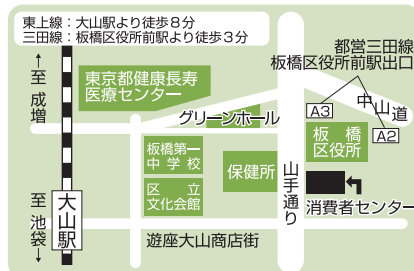 東上線：大山駅より徒歩８分
三田線：板橋区役所前駅より徒歩３分
都営三田線
板橋区役所前駅出口
←至 成増
東京都健康長寿
医療センター
グリーンホール
A3
中山道
A2
板橋
区役所
板橋第一
中学校
保健所
山手通り
区立
文化会館
消費者センター
大山駅
至 池袋→
遊座大山商店街